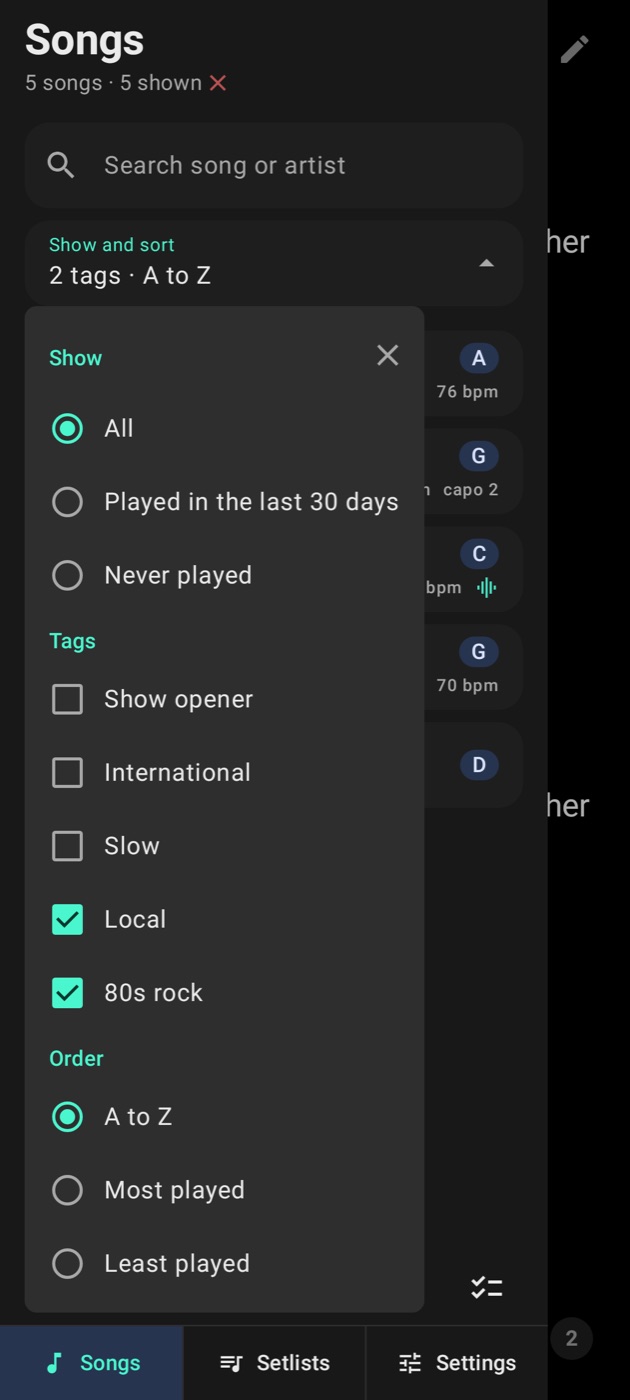 Songs
5 songs · 5 shown
Search song or artist
Show and sort
2 tags · A to Z
her
Show
A
76 bpm
All
G
capo 2
Played in the last 30 days
C
bpm
Never played
G
70 bpm
Tags
Show opener
D
International
her
Slow
Local
80s rock
Order
A to Z
Most played
Least played
2
Songs
Setlists
Settings